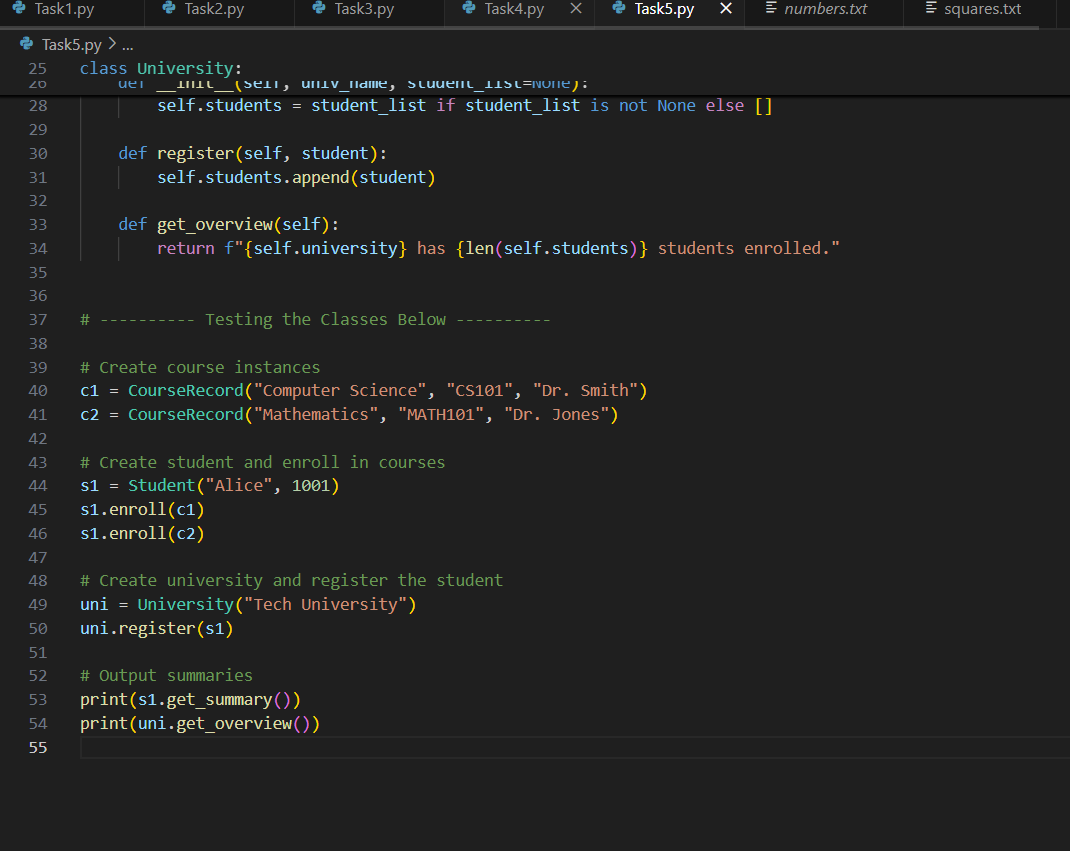 Task1.py Task2.py Task3.py Task4.py Task5.py numbers.txt squares.txt
Task5.py > ...
25 class University:
26 def __init__(self, univ_name, student_list=None):
28 self.students = student_list if student_list is not None else []
29
30 def register(self, student):
31 self.students.append(student)
32
33 def get_overview(self):
34 return f"{self.university} has {len(self.students)} students enrolled."
35
36
37 # ---------- Testing the Classes Below ----------
38
39 # Create course instances
40 c1 = CourseRecord("Computer Science", "CS101", "Dr. Smith")
41 c2 = CourseRecord("Mathematics", "MATH101", "Dr. Jones")
42
43 # Create student and enroll in courses
44 s1 = Student("Alice", 1001)
45 s1.enroll(c1)
46 s1.enroll(c2)
47
48 # Create university and register the student
49 uni = University("Tech University")
50 uni.register(s1)
51
52 # Output summaries
53 print(s1.get_summary())
54 print(uni.get_overview())
55